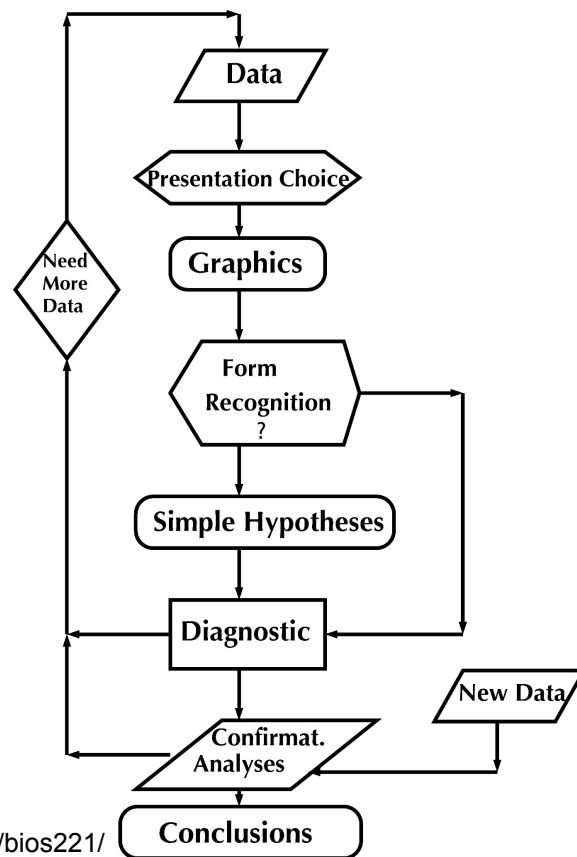 Data
Presentation Choice
Graphics
Need
More
Data
Form
Recognition
?
Simple Hypotheses
Diagnostic
New Data
Confirmat.
Analyses
/bios221/
Conclusions